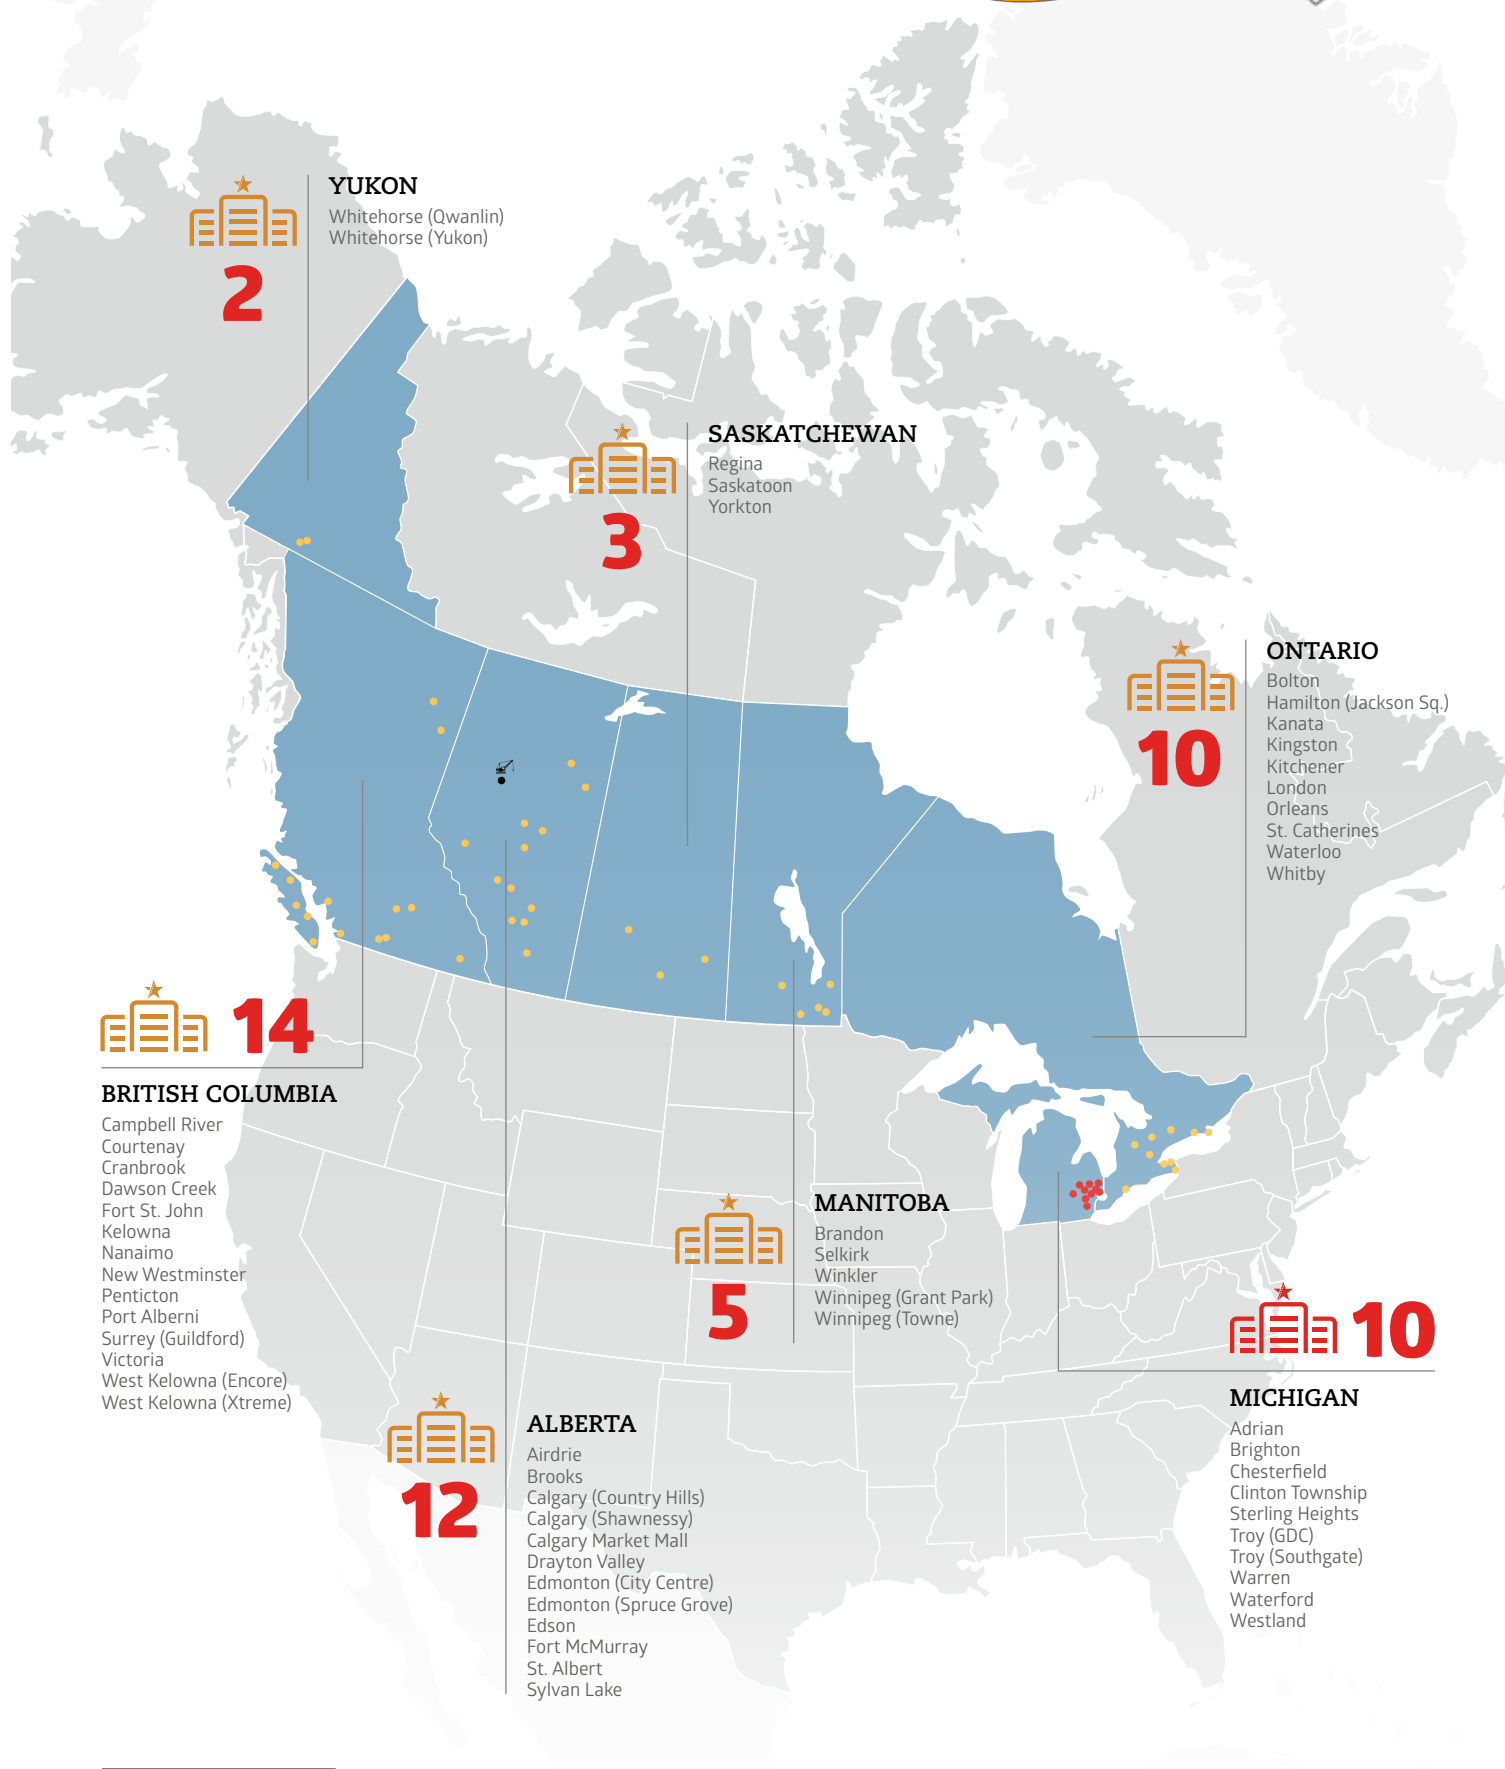 YUKON
Whitehorse (Qwanlin)
Whitehorse (Yukon)
2
SASKATCHEWAN
Regina
Saskatoon
Yorkton
3
ONTARIO
Bolton
Hamilton (Jackson Sq.)
Kanata
Kingston
Kitchener
London
Orleans
St. Catherines
Waterloo
Whitby
10
14
BRITISH COLUMBIA
Campbell River
Courtenay
Cranbrook
Dawson Creek
Fort St. John
Kelowna
Nanaimo
New Westminster
Penticton
Port Alberni
Surrey (Guildford)
Victoria
West Kelowna (Encore)
West Kelowna (Xtreme)
MANITOBA
Brandon
Selkirk
Winkler
Winnipeg (Grant Park)
Winnipeg (Towne)
5
10
MICHIGAN
Adrian
Brighton
Chesterfield
Clinton Township
Sterling Heights
Troy (GDC)
Troy (Southgate)
Warren
Waterford
Westland
12
ALBERTA
Airdrie
Brooks
Calgary (Country Hills)
Calgary (Shawnessy)
Calgary Market Mall
Drayton Valley
Edmonton (City Centre)
Edmonton (Spruce Grove)
Edson
Fort McMurray
St. Albert
Sylvan Lake